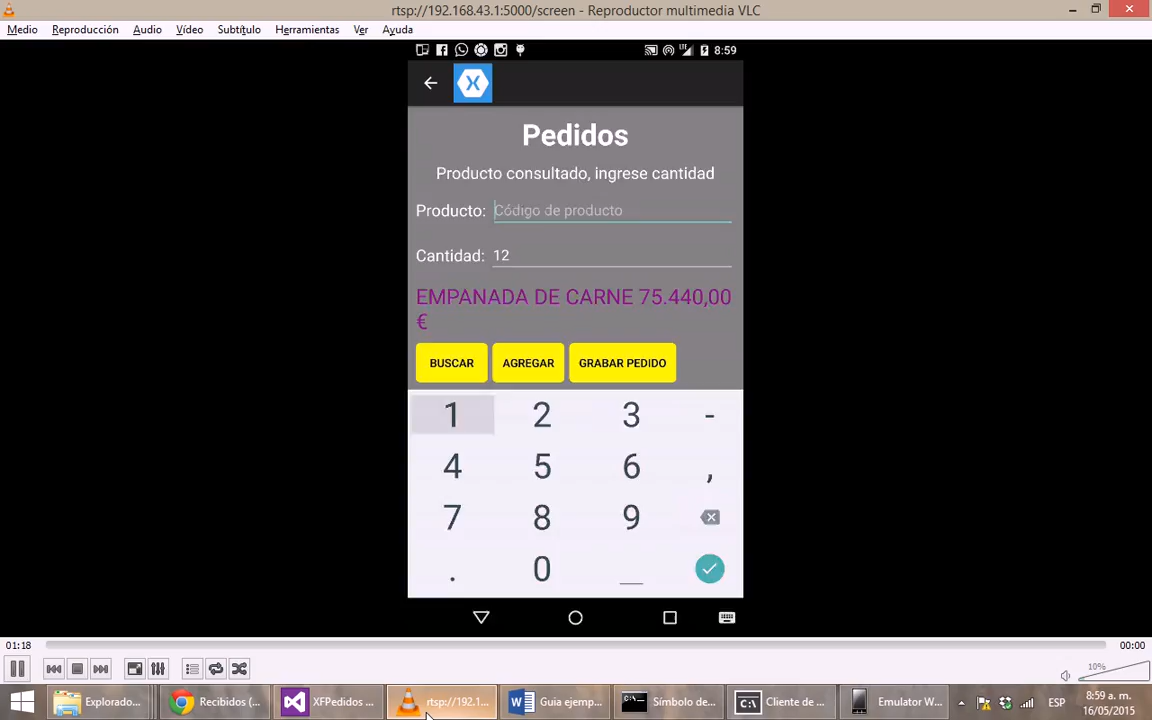 rtsp://192.168.43.1:5000/screen - Reproductor multimedia VLC
Medio Reproducción Audio Vídeo Subtítulo Herramientas Ver Ayuda
8:59
Pedidos
Producto consultado, ingrese cantidad
Producto: Código de producto
Cantidad: 12
EMPANADA DE CARNE 75.440,00
€
BUSCAR AGREGAR GRABAR PEDIDO
1 2 3 -
4 5 6 ,
7 8 9
. 0 _
01:18 00:00
10%
Explorado... Recibidos (... XFPedidos ... rtsp://192.1... Guia ejemp... Símbolo de... Cliente de ... Emulator W... ESP 8:59 a. m.
16/05/2015